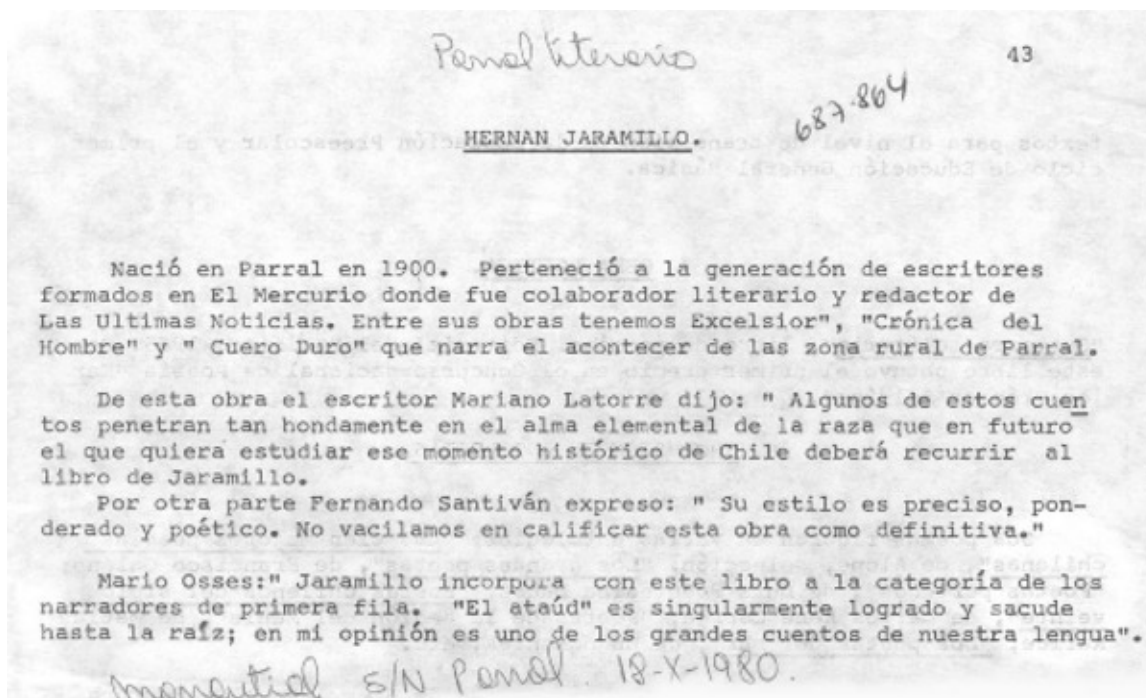 Parral literario
43
687.864
HERNAN JARAMILLO.
Nació en Parral en 1900. Perteneció a la generación de escritores
formados en El Mercurio donde fue colaborador literario y redactor de
Las Ultimas Noticias. Entre sus obras tenemos Excelsior", "Crónica del
Hombre" y " Cuero Duro" que narra el acontecer de las zona rural de Parral.
De esta obra el escritor Mariano Latorre dijo: " Algunos de estos cuen
tos penetran tan hondamente en el alma elemental de la raza que en futuro
el que quiera estudiar ese momento histórico de Chile deberá recurrir al
libro de Jaramillo.
Por otra parte Fernando Santiván expreso: " Su estilo es preciso, pon-
derado y poético. No vacilamos en calificar esta obra como definitiva."
Mario Osses:" Jaramillo incorpora con este libro a la categoría de los
narradores de primera fila. "El ataúd" es singularmente logrado y sacude
hasta la raíz; en mi opinión es uno de los grandes cuentos de nuestra lengua".
Manantial S/N Parral 18-X-1980.